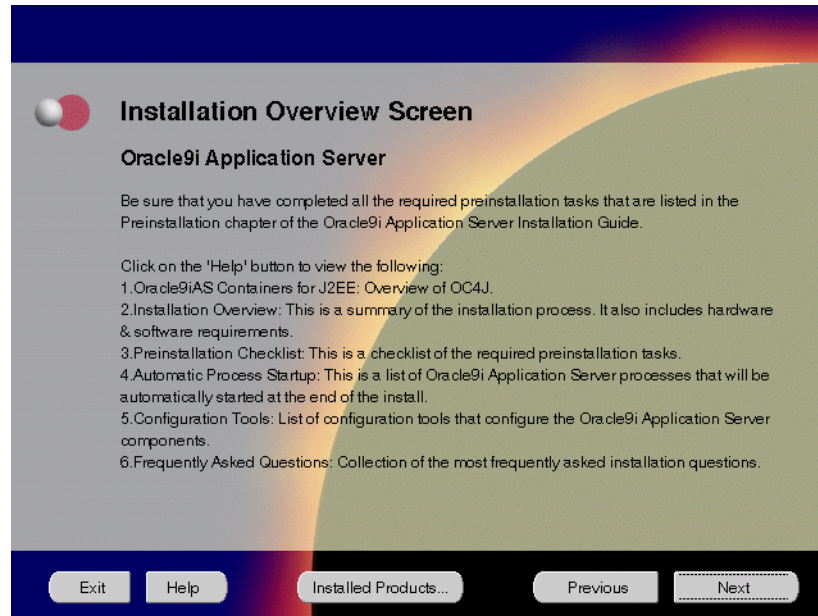 Installation Overview Screen
Oracle9i Application Server
Be sure that you have completed all the required preinstallation tasks that are listed in the
Preinstallation chapter of the Oracle9i Application Server Installation Guide.
Click on the 'Help' button to view the following:
1.Oracle9iAS Containers for J2EE: Overview of OC4J.
2.Installation Overview: This is a summary of the installation process. It also includes hardware
& software requirements.
3.Preinstallation Checklist: This is a checklist of the required preinstallation tasks.
4.Automatic Process Startup: This is a list of Oracle9i Application Server processes that will be
automatically started at the end of the install.
5.Configuration Tools: List of configuration tools that configure the Oracle9i Application Server
components.
6.Frequently Asked Questions: Collection of the most frequently asked installation questions.
Exit Help Installed Products... Previous Next